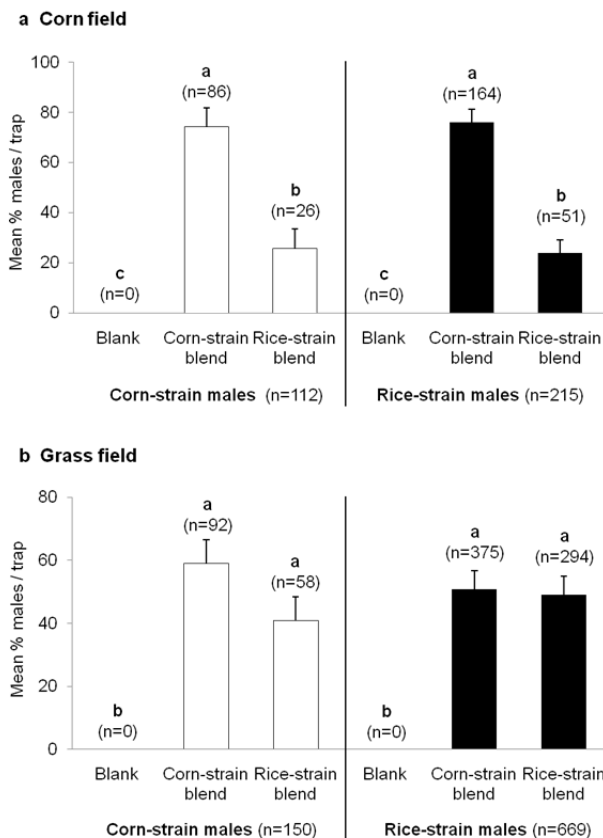 a Corn field
Mean % males / trap
100
80
60
40
20
0
c
(n=0)
a
(n=86)
b
(n=26)
c
(n=0)
a
(n=164)
b
(n=51)
Blank
Corn-strain
blend
Rice-strain
blend
Blank
Corn-strain
blend
Rice-strain
blend
Corn-strain males (n=112)
Rice-strain males (n=215)
b Grass field
Mean % males / trap
80
60
40
20
0
b
(n=0)
a
(n=92)
a
(n=58)
b
(n=0)
a
(n=375)
a
(n=294)
Blank
Corn-strain
blend
Rice-strain
blend
Blank
Corn-strain
blend
Rice-strain
blend
Corn-strain males (n=150)
Rice-strain males (n=669)